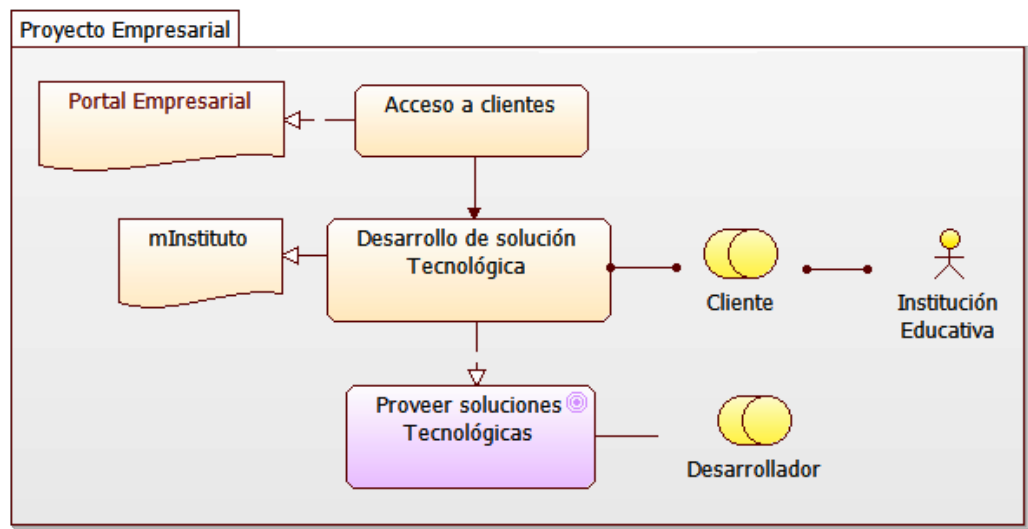 Proyecto Empresarial
Portal Empresarial
Acceso a clientes
mInstituto
Desarrollo de solución
Tecnológica
Cliente
Institución
Educativa
Proveer soluciones
Tecnológicas
Desarrollador